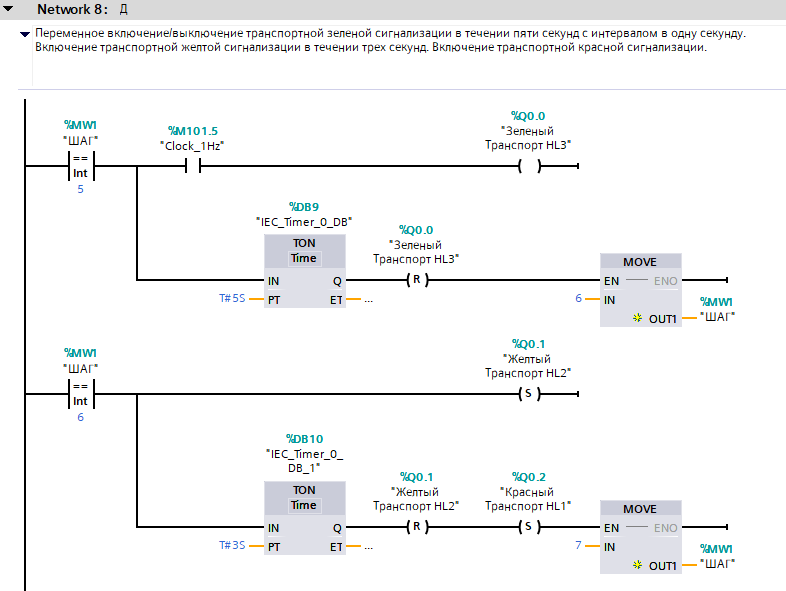 Network 8: Д
Переменное включение/выключение транспортной зеленой сигнализации в течении пяти секунд с интервалом в одну секунду.
Включение транспортной желтой сигнализации в течении трех секунд. Включение транспортной красной сигнализации.
%MW1
"ШАГ"
==
Int
5
%M101.5
"Clock_1Hz"
%Q0.0
"Зеленый
Транспорт HL3"
%DB9
"IEC_Timer_0_DB"
TON
Time
IN Q
T#5S PT ET ...
%Q0.0
"Зеленый
Транспорт HL3"
R
MOVE
EN ENO
6 IN
OUT1
%MW1
"ШАГ"
%MW1
"ШАГ"
==
Int
6
%Q0.1
"Желтый
Транспорт HL2"
S
%DB10
"IEC_Timer_0_
DB_1"
TON
Time
IN Q
T#3S PT ET ...
%Q0.1
"Желтый
Транспорт HL2"
R
%Q0.2
"Красный
Транспорт HL1"
S
MOVE
EN ENO
7 IN
OUT1
%MW1
"ШАГ"